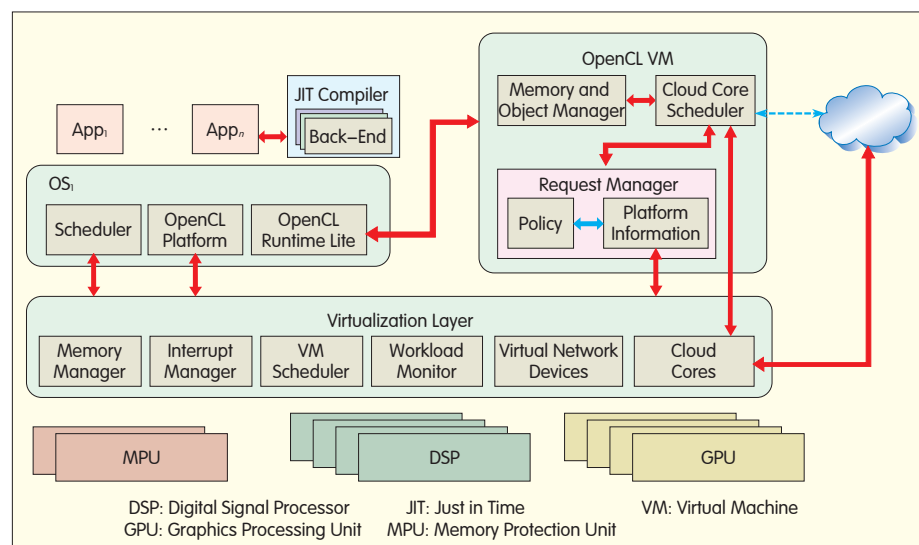 OpenCL VM
JIT Compiler
Back–End
App1
...
Appn
Memory and
Object Manager
Cloud Core
Scheduler
OS1
Scheduler
OpenCL
Platform
OpenCL
Runtime Lite
Request Manager
Policy
Platform
Information
Virtualization Layer
Memory
Manager
Interrupt
Manager
VM
Scheduler
Workload
Monitor
Virtual Network
Devices
Cloud
Cores
MPU
DSP
GPU
DSP: Digital Signal Processor
JIT: Just in Time
VM: Virtual Machine
GPU: Graphics Processing Unit
MPU: Memory Protection Unit